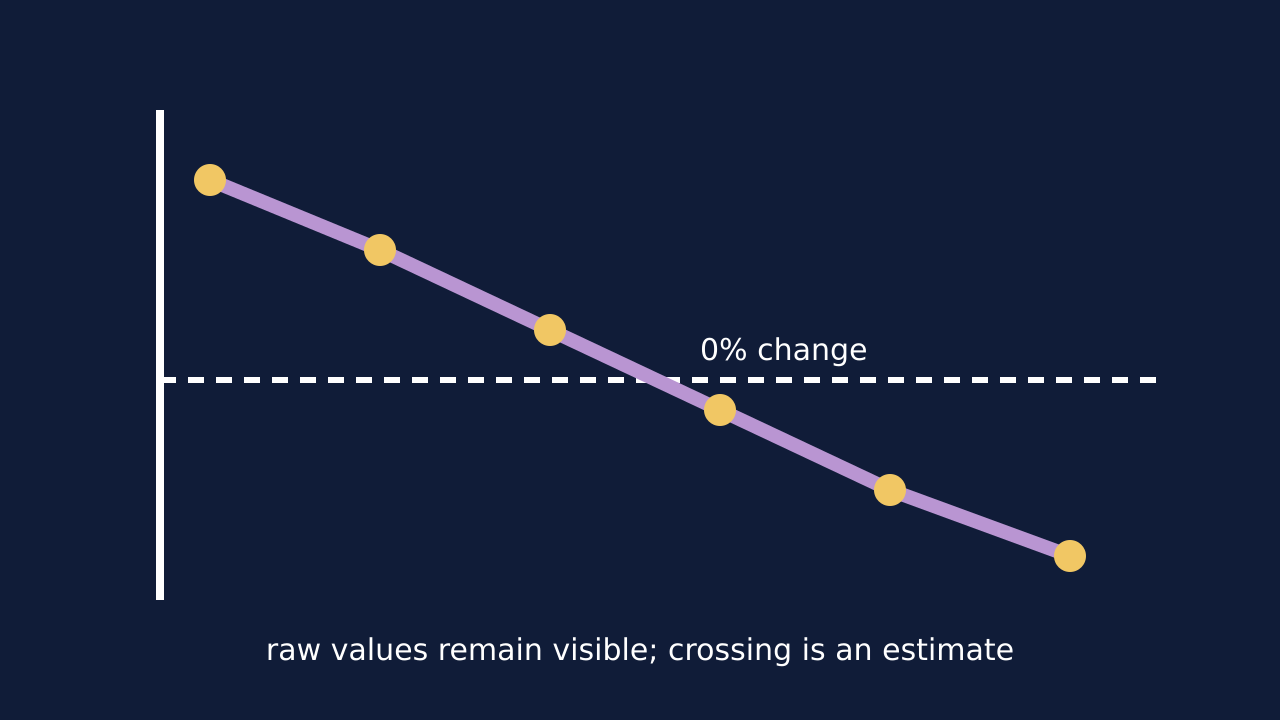 0% change
raw values remain visible; crossing is an estimate